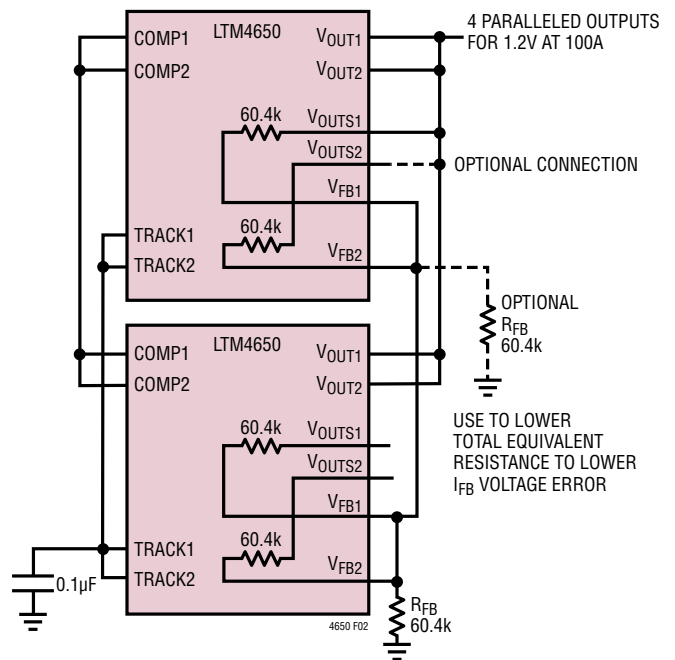 4 PARALLELED OUTPUTS
FOR 1.2V AT 100A
LTM4650
COMP1
COMP2
VOUT1
VOUT2
60.4k
VOUTS1
VOUTS2
OPTIONAL CONNECTION
VFB1
60.4k
TRACK1
TRACK2
VFB2
OPTIONAL
RFB
60.4k
LTM4650
COMP1
COMP2
VOUT1
VOUT2
USE TO LOWER
TOTAL EQUIVALENT
RESISTANCE TO LOWER
IFB VOLTAGE ERROR
60.4k
VOUTS1
VOUTS2
VFB1
60.4k
TRACK1
TRACK2
VFB2
0.1µF
RFB
60.4k
4650 F02